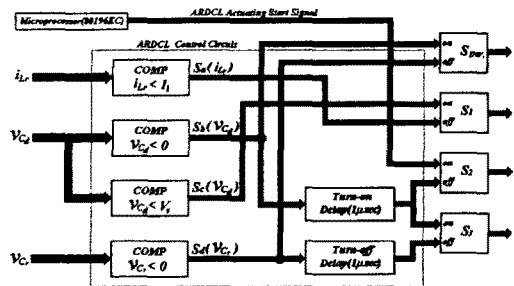 ARDCL Actuating Start Signal
Microprocessor(80196KC)
ARDCL Control Circuit
iLr
COMP
iLr < I1
Sa(iLr)
on
off
SDar.
VCd
COMP
VCd < 0
Sb(VCd)
on
off
S1
COMP
VCd < Vs
Sc(VCd)
on
off
S2
Turn-on
Delay(1μsec)
VCr
COMP
VCr < 0
Sd(VCr)
Turn-off
Delay(1μsec)
on
off
S3